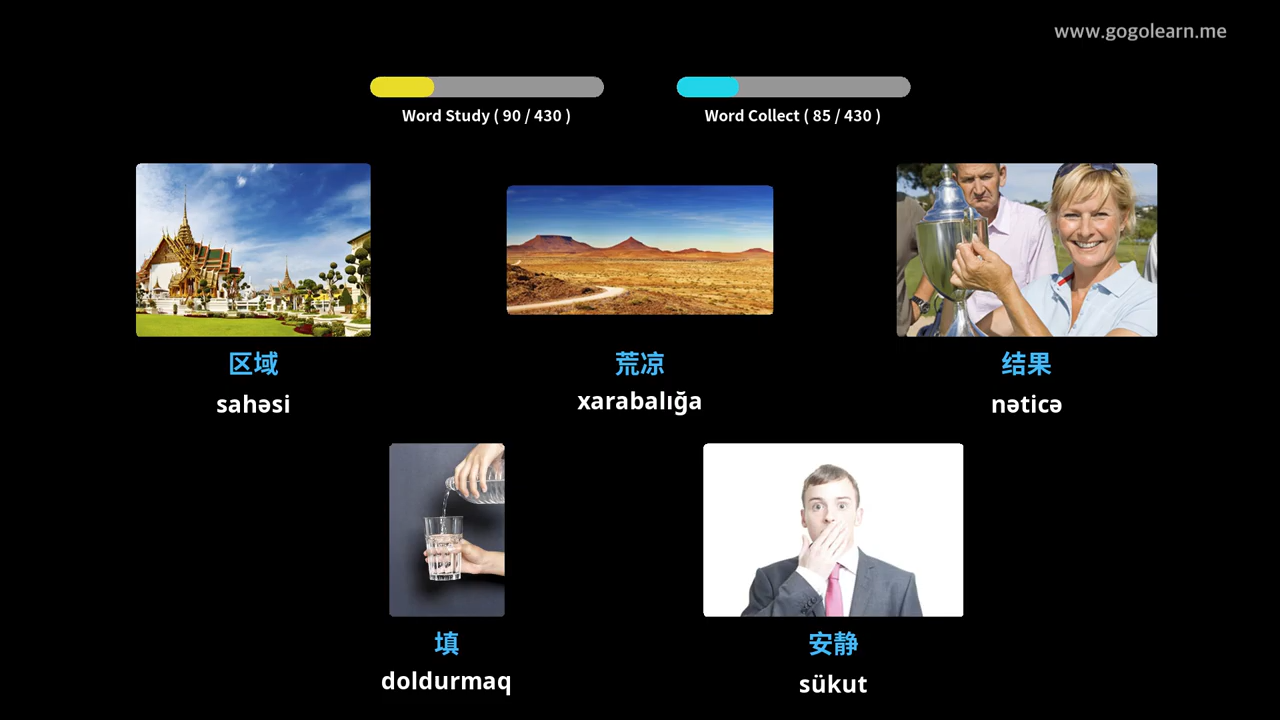 www.gogolearn.me
Word Study ( 90 / 430 )
Word Collect ( 85 / 430 )
区域
sahəsi
荒凉
xarabalığa
结果
nəticə
填
doldurmaq
安静
sükut